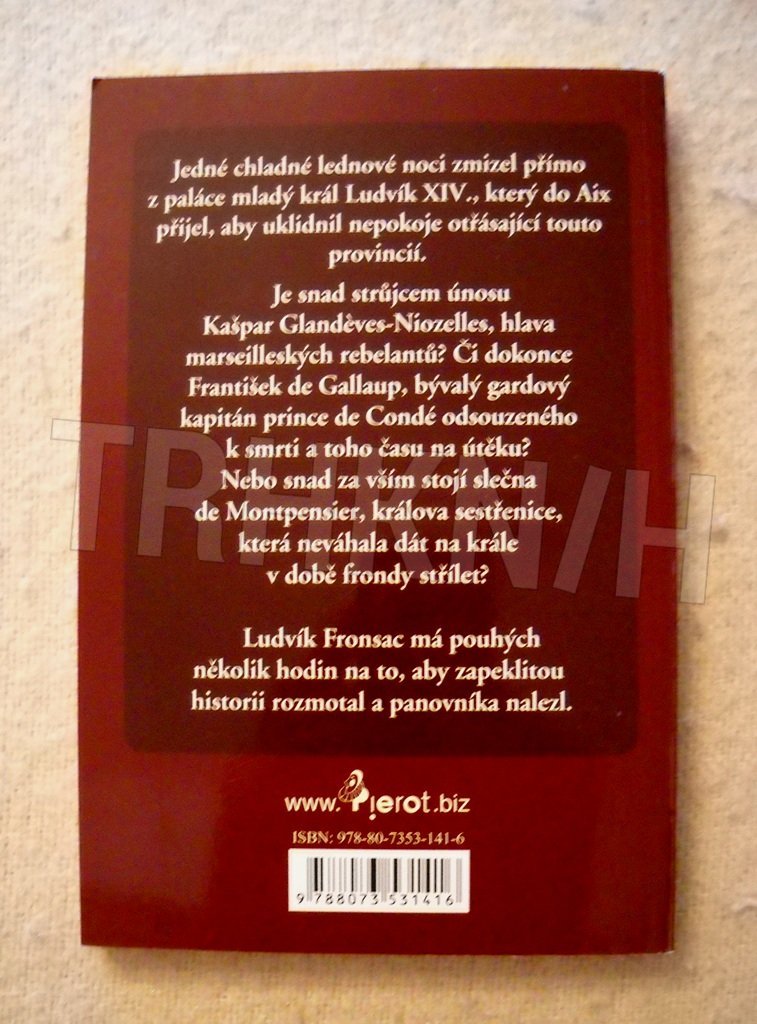 Jedné chladné lednové noci zmizel přímo
z paláce mladý král Ludvík XIV., který do Aix
přijel, aby uklidnil nepokoje otřásající touto
provincií.
Je snad strůjcem únosu
Kašpar Glandèves-Niozelles, hlava
marseilleských rebelantů? Či dokonce
František de Gallaup, bývalý gardový
kapitán prince de Condé odsouzeného
k smrti a toho času na útěku?
Nebo snad za vším stojí slečna
de Montpensier, králova sestřenice,
která neváhala dát na krále
v době frondy střílet?
Ludvík Fronsac má pouhých
několik hodin na to, aby zapeklitou
historii rozmotal a panovníka nalezl.
www.Pierot.biz
ISBN: 978-80-7353-141-6
9 788073 531416
TRHKNIH